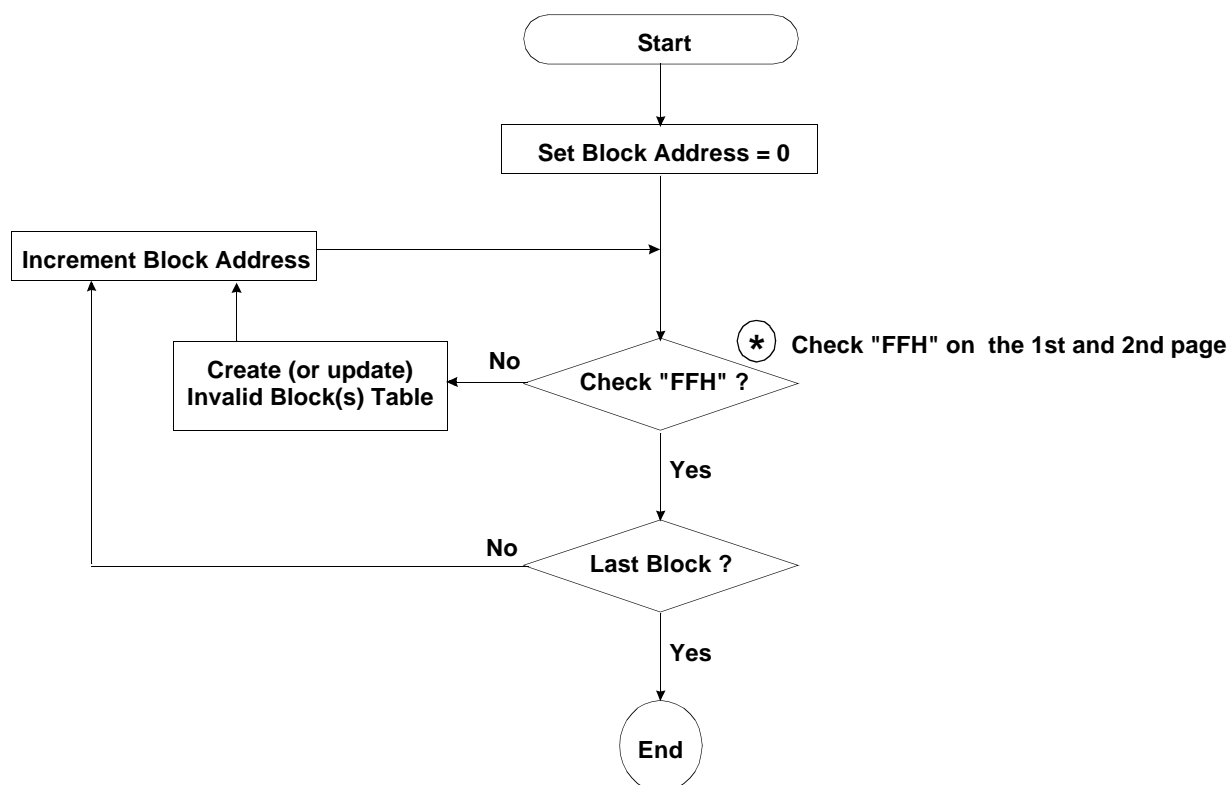 Start
Set Block Address = 0
Increment Block Address
* Check "FFH" on the 1st and 2nd page
No
Create (or update)
Invalid Block(s) Table
Check "FFH" ?
Yes
No
Last Block ?
Yes
End